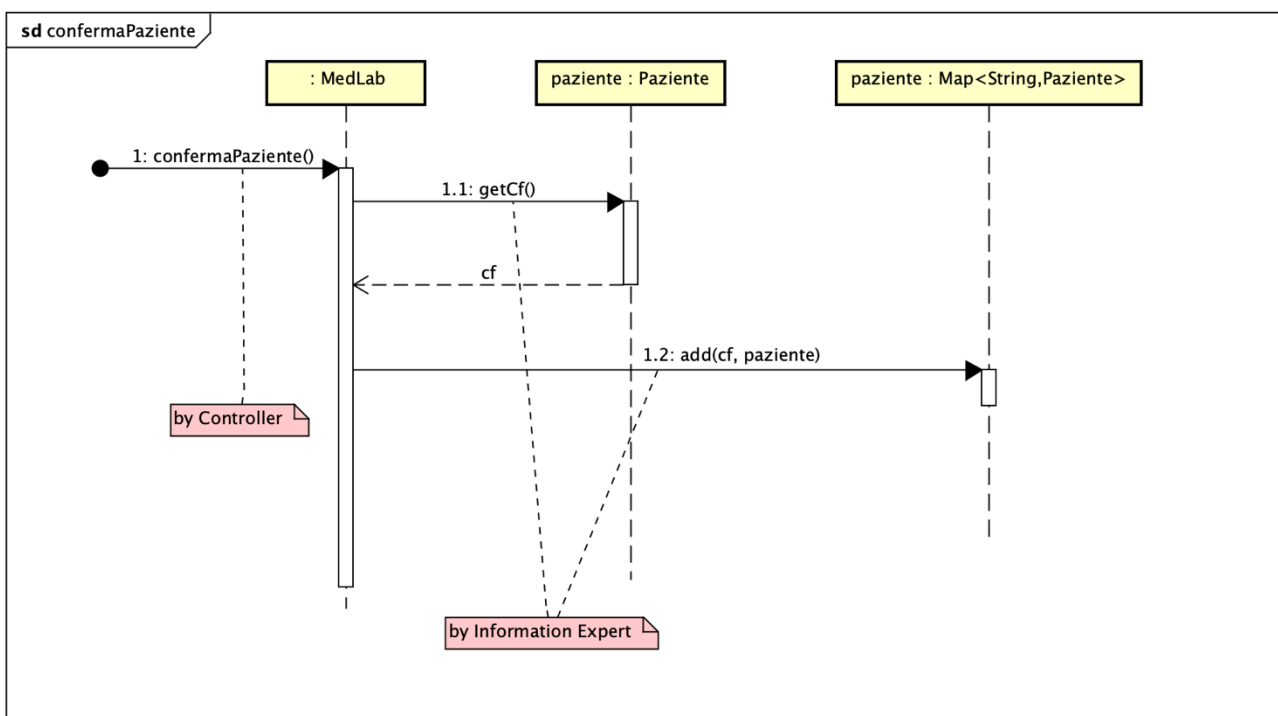 sd confermaPaziente
: MedLab
paziente : Paziente
paziente : Map<String,Paziente>
1: confermaPaziente()
1.1: getCf()
cf
1.2: add(cf, paziente)
by Controller
by Information Expert